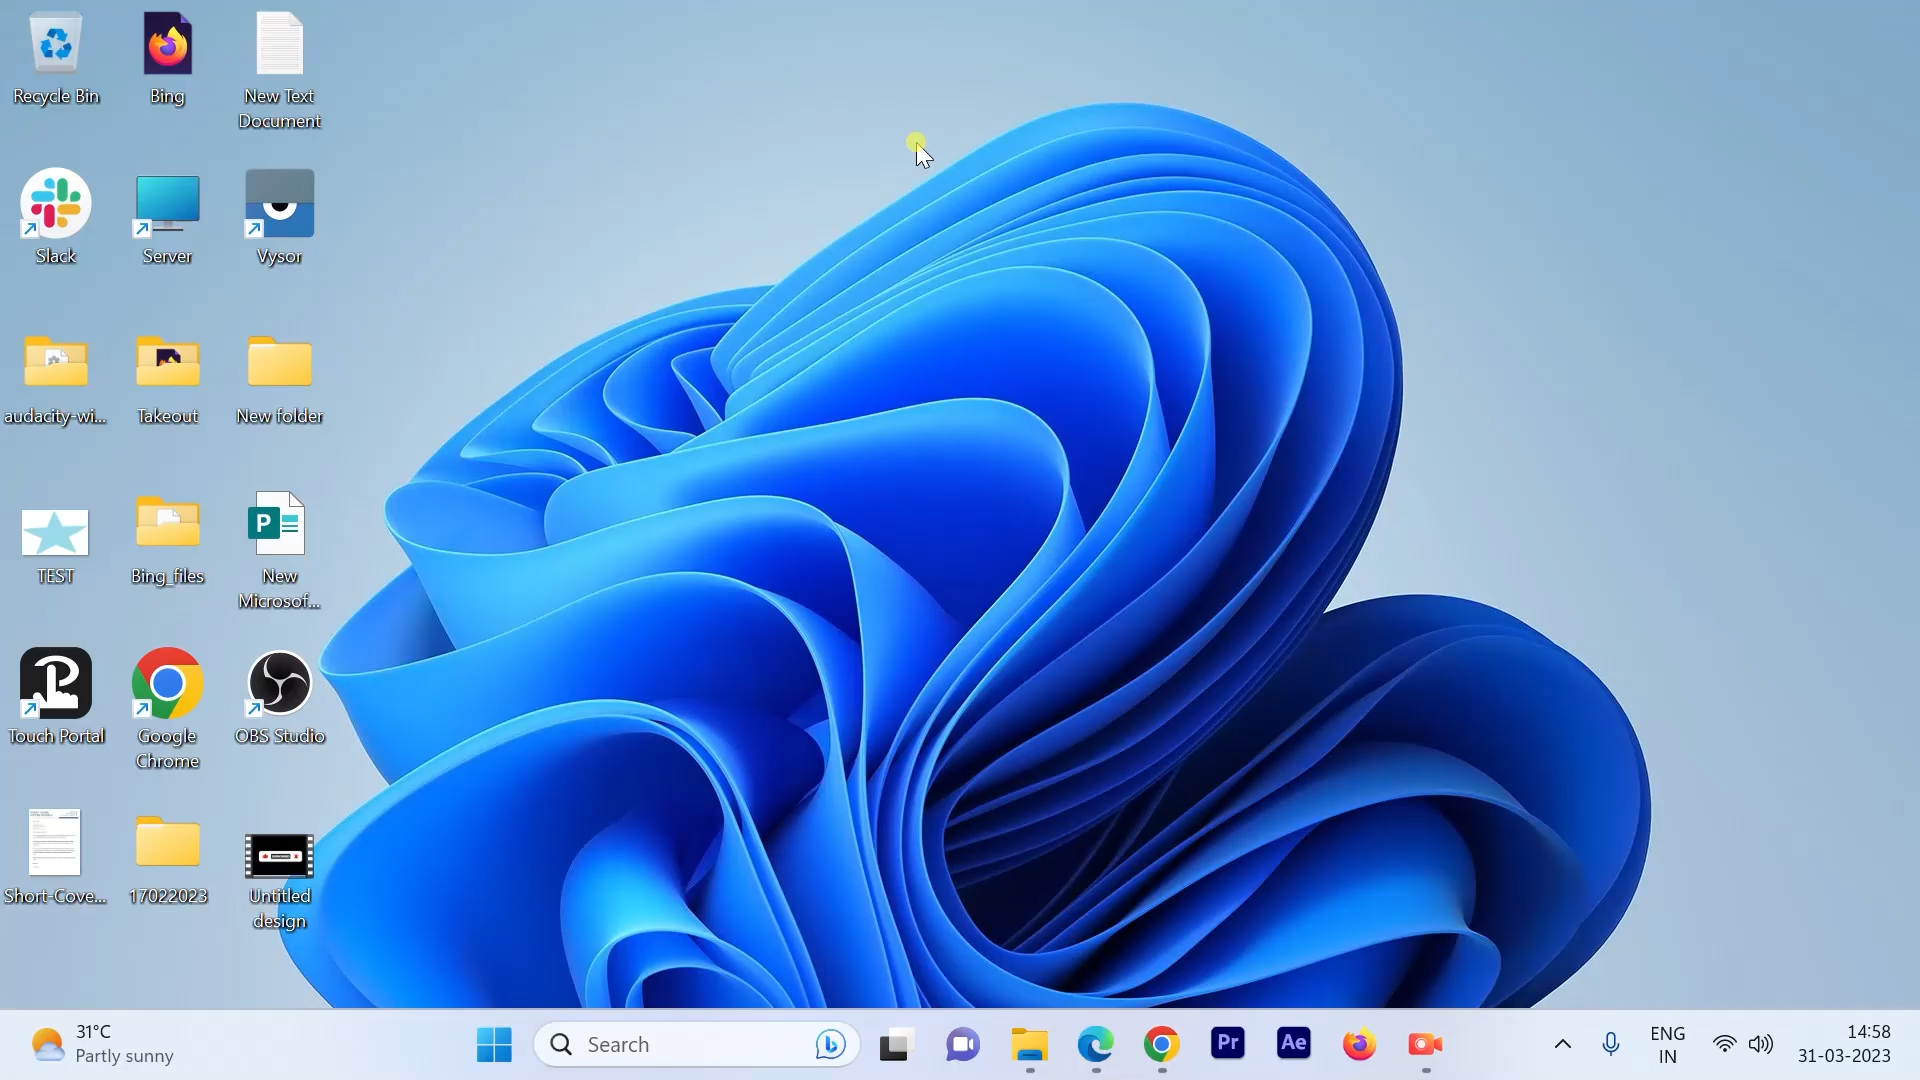 Recycle Bin
Bing
New Text
Document
Slack
Server
Vysor
audacity-wi...
Takeout
New folder
TEST
Bing_files
New
Microsof...
Touch Portal
Google
Chrome
OBS Studio
Short-Cove...
17022023
Untitled
design
31°C
Partly sunny
Search
Pr
Ae
ENG
IN
14:58
31-03-2023